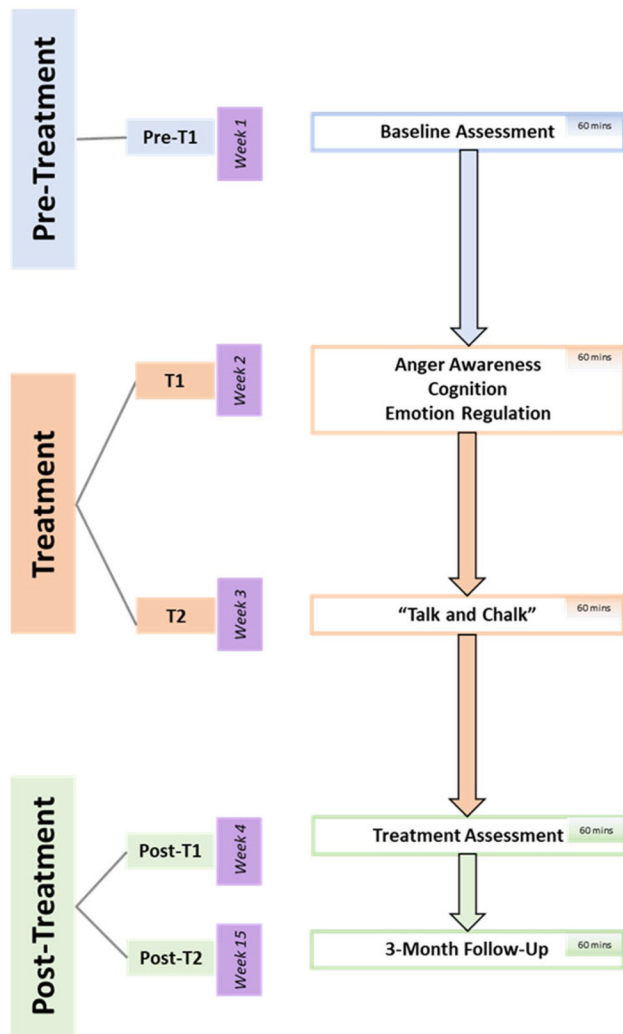 Pre-Treatment
Pre-T1
Week 1
Baseline Assessment
60 mins
Treatment
T1
Week 2
Anger Awareness
60 mins
Cognition
Emotion Regulation
T2
Week 3
"Talk and Chalk"
60 mins
Post-Treatment
Post-T1
Week 4
Treatment Assessment
60 mins
Post-T2
Week 15
3-Month Follow-Up
60 mins